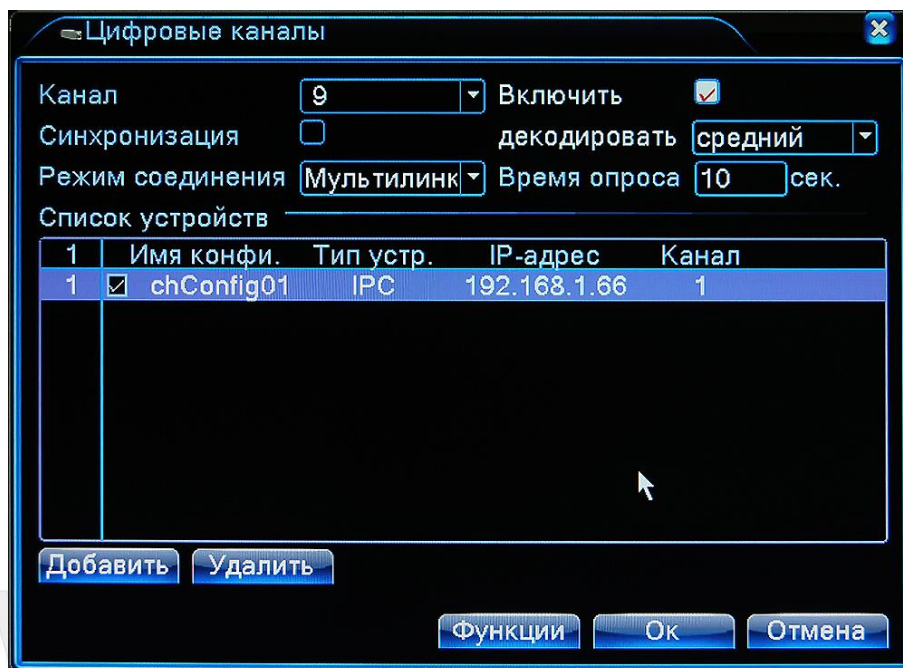 Цифровые каналы
Канал 9 Включить
Синхронизация декодировать средний
Режим соединения Мультилинк Время опроса 10 сек.
Список устройств
1 Имя конфи. Тип устр. IP-адрес Канал
1 chConfig01 IPC 192.168.1.66 1
Добавить Удалить
Функции Ок Отмена